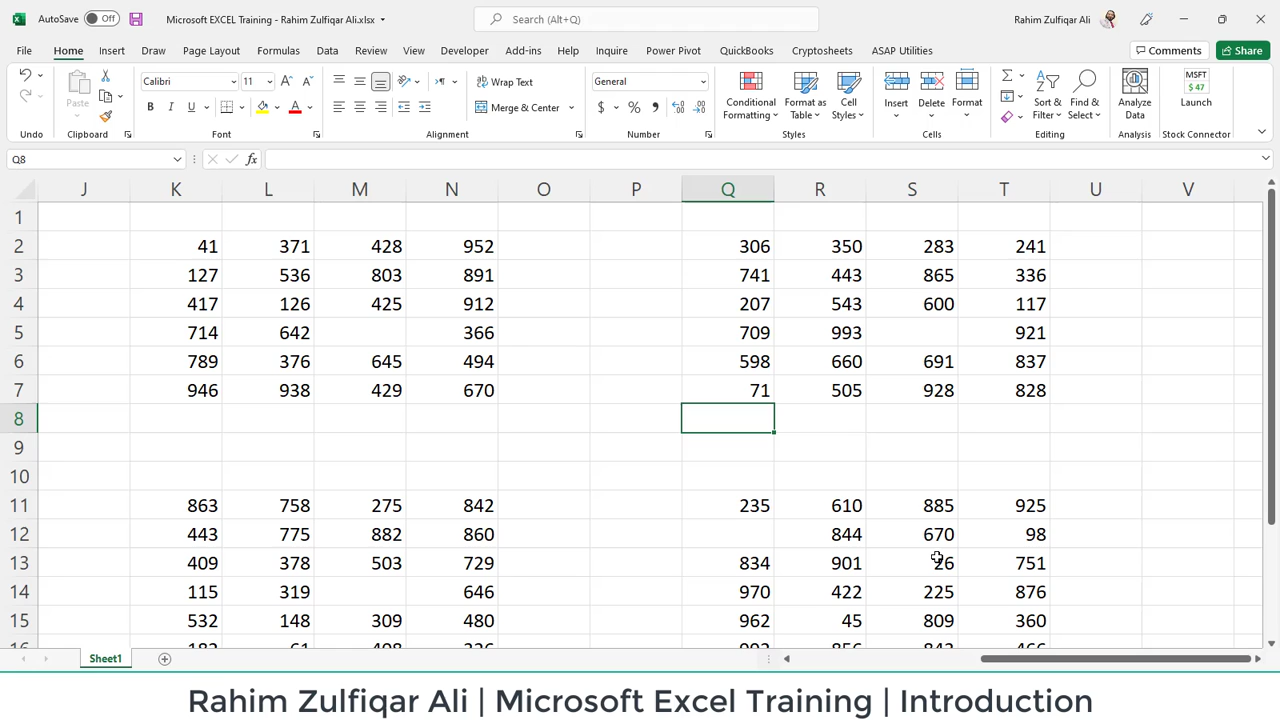 AutoSave Off Microsoft EXCEL Training - Rahim Zulfiqar Ali.xlsx Search (Alt+Q) Rahim Zulfiqar Ali
File Home Insert Draw Page Layout Formulas Data Review View Developer Add-ins Help Inquire Power Pivot QuickBooks Cryptosheets ASAP Utilities Comments Share
Paste Calibri 11 Wrap Text General Conditional Formatting Format as Table Cell Styles Insert Delete Format Sort & Filter Find & Select Analyze Data MSFT $ 47 Launch
B I U A Merge & Center $ %
Undo Clipboard Font Alignment Number Styles Cells Editing Analysis Stock Connector
Q8 fx
J K L M N O P Q R S T U V
1
2 41 371 428 952 306 350 283 241
3 127 536 803 891 741 443 865 336
4 417 126 425 912 207 543 600 117
5 714 642 366 709 993 921
6 789 376 645 494 598 660 691 837
7 946 938 429 670 71 505 928 828
8
9
10
11 863 758 275 842 235 610 885 925
12 443 775 882 860 844 670 98
13 409 378 503 729 834 901 26 751
14 115 319 646 970 422 225 876
15 532 148 309 480 962 45 809 360
Sheet1
Rahim Zulfiqar Ali | Microsoft Excel Training | Introduction